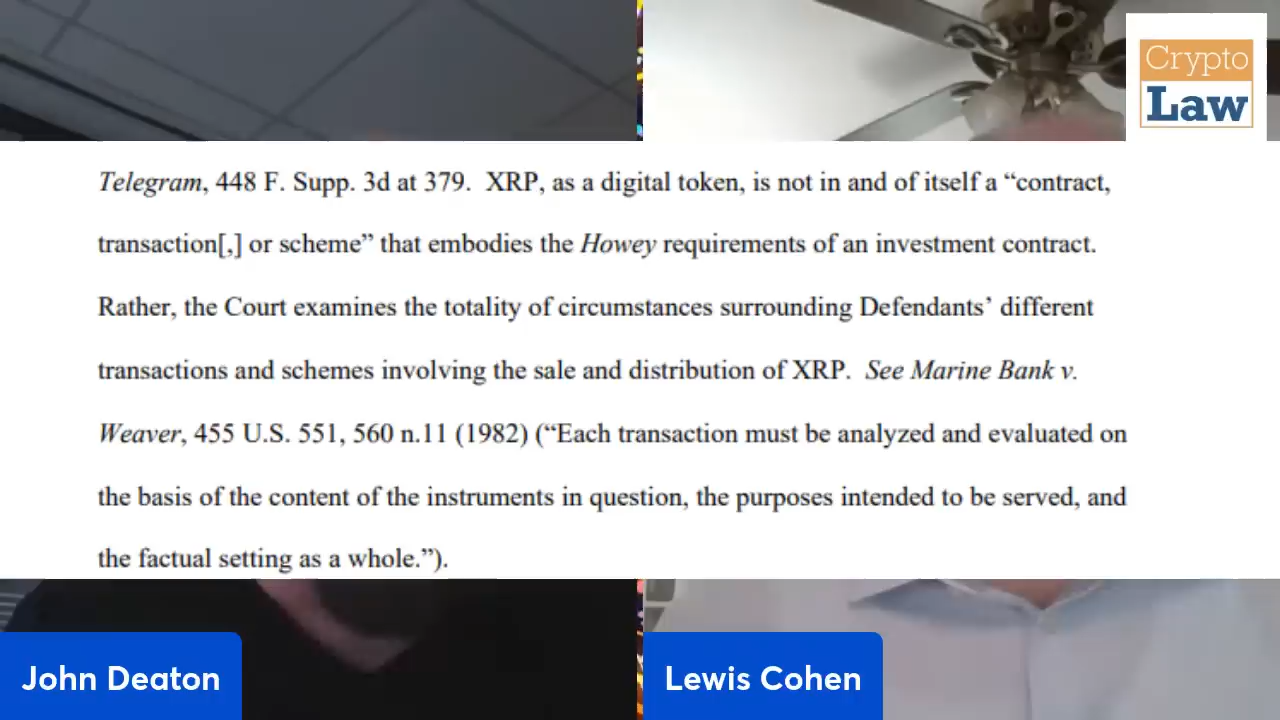 Crypto
Law
Telegram, 448 F. Supp. 3d at 379. XRP, as a digital token, is not in and of itself a “contract,
transaction[,] or scheme” that embodies the Howey requirements of an investment contract.
Rather, the Court examines the totality of circumstances surrounding Defendants’ different
transactions and schemes involving the sale and distribution of XRP. See Marine Bank v.
Weaver, 455 U.S. 551, 560 n.11 (1982) (“Each transaction must be analyzed and evaluated on
the basis of the content of the instruments in question, the purposes intended to be served, and
the factual setting as a whole.”).
John Deaton
Lewis Cohen